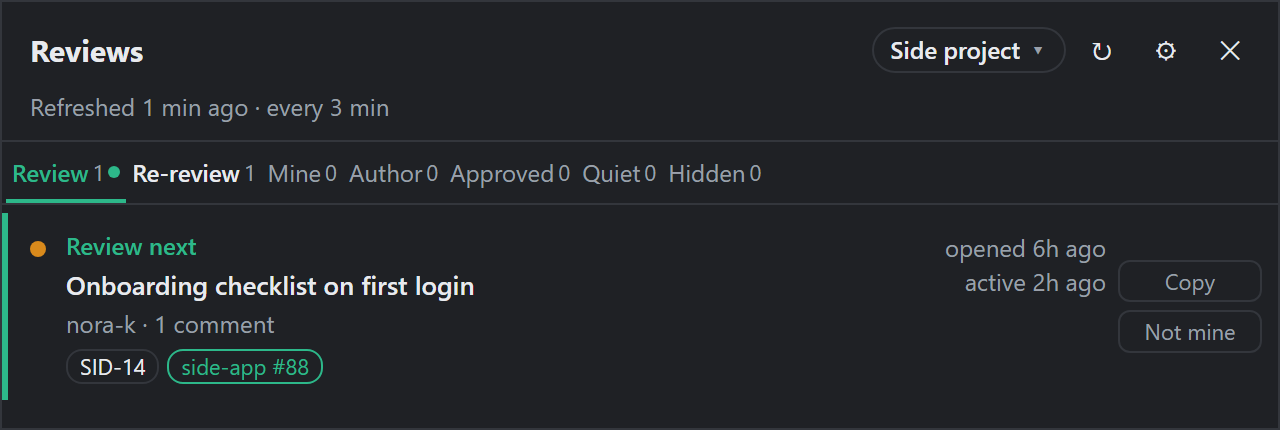 Reviews
Side project
Refreshed 1 min ago · every 3 min
Review 1 Re-review 1 Mine 0 Author 0 Approved 0 Quiet 0 Hidden 0
Review next
opened 6h ago
Onboarding checklist on first login
active 2h ago
Copy
nora-k · 1 comment
Not mine
SID-14 side-app #88